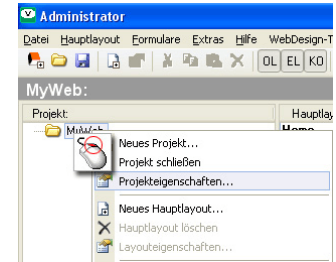 Administrator
Datei Hauptlayout Formulare Extras Hilfe WebDesign-T
OL EL KO
MyWeb:
Projekt: Hauptlay
MyWeb Home
Neues Projekt...
Projekt schließen
Projekteigenschaften...
Neues Hauptlayout...
Hauptlayout löschen
Layouteigenschaften...